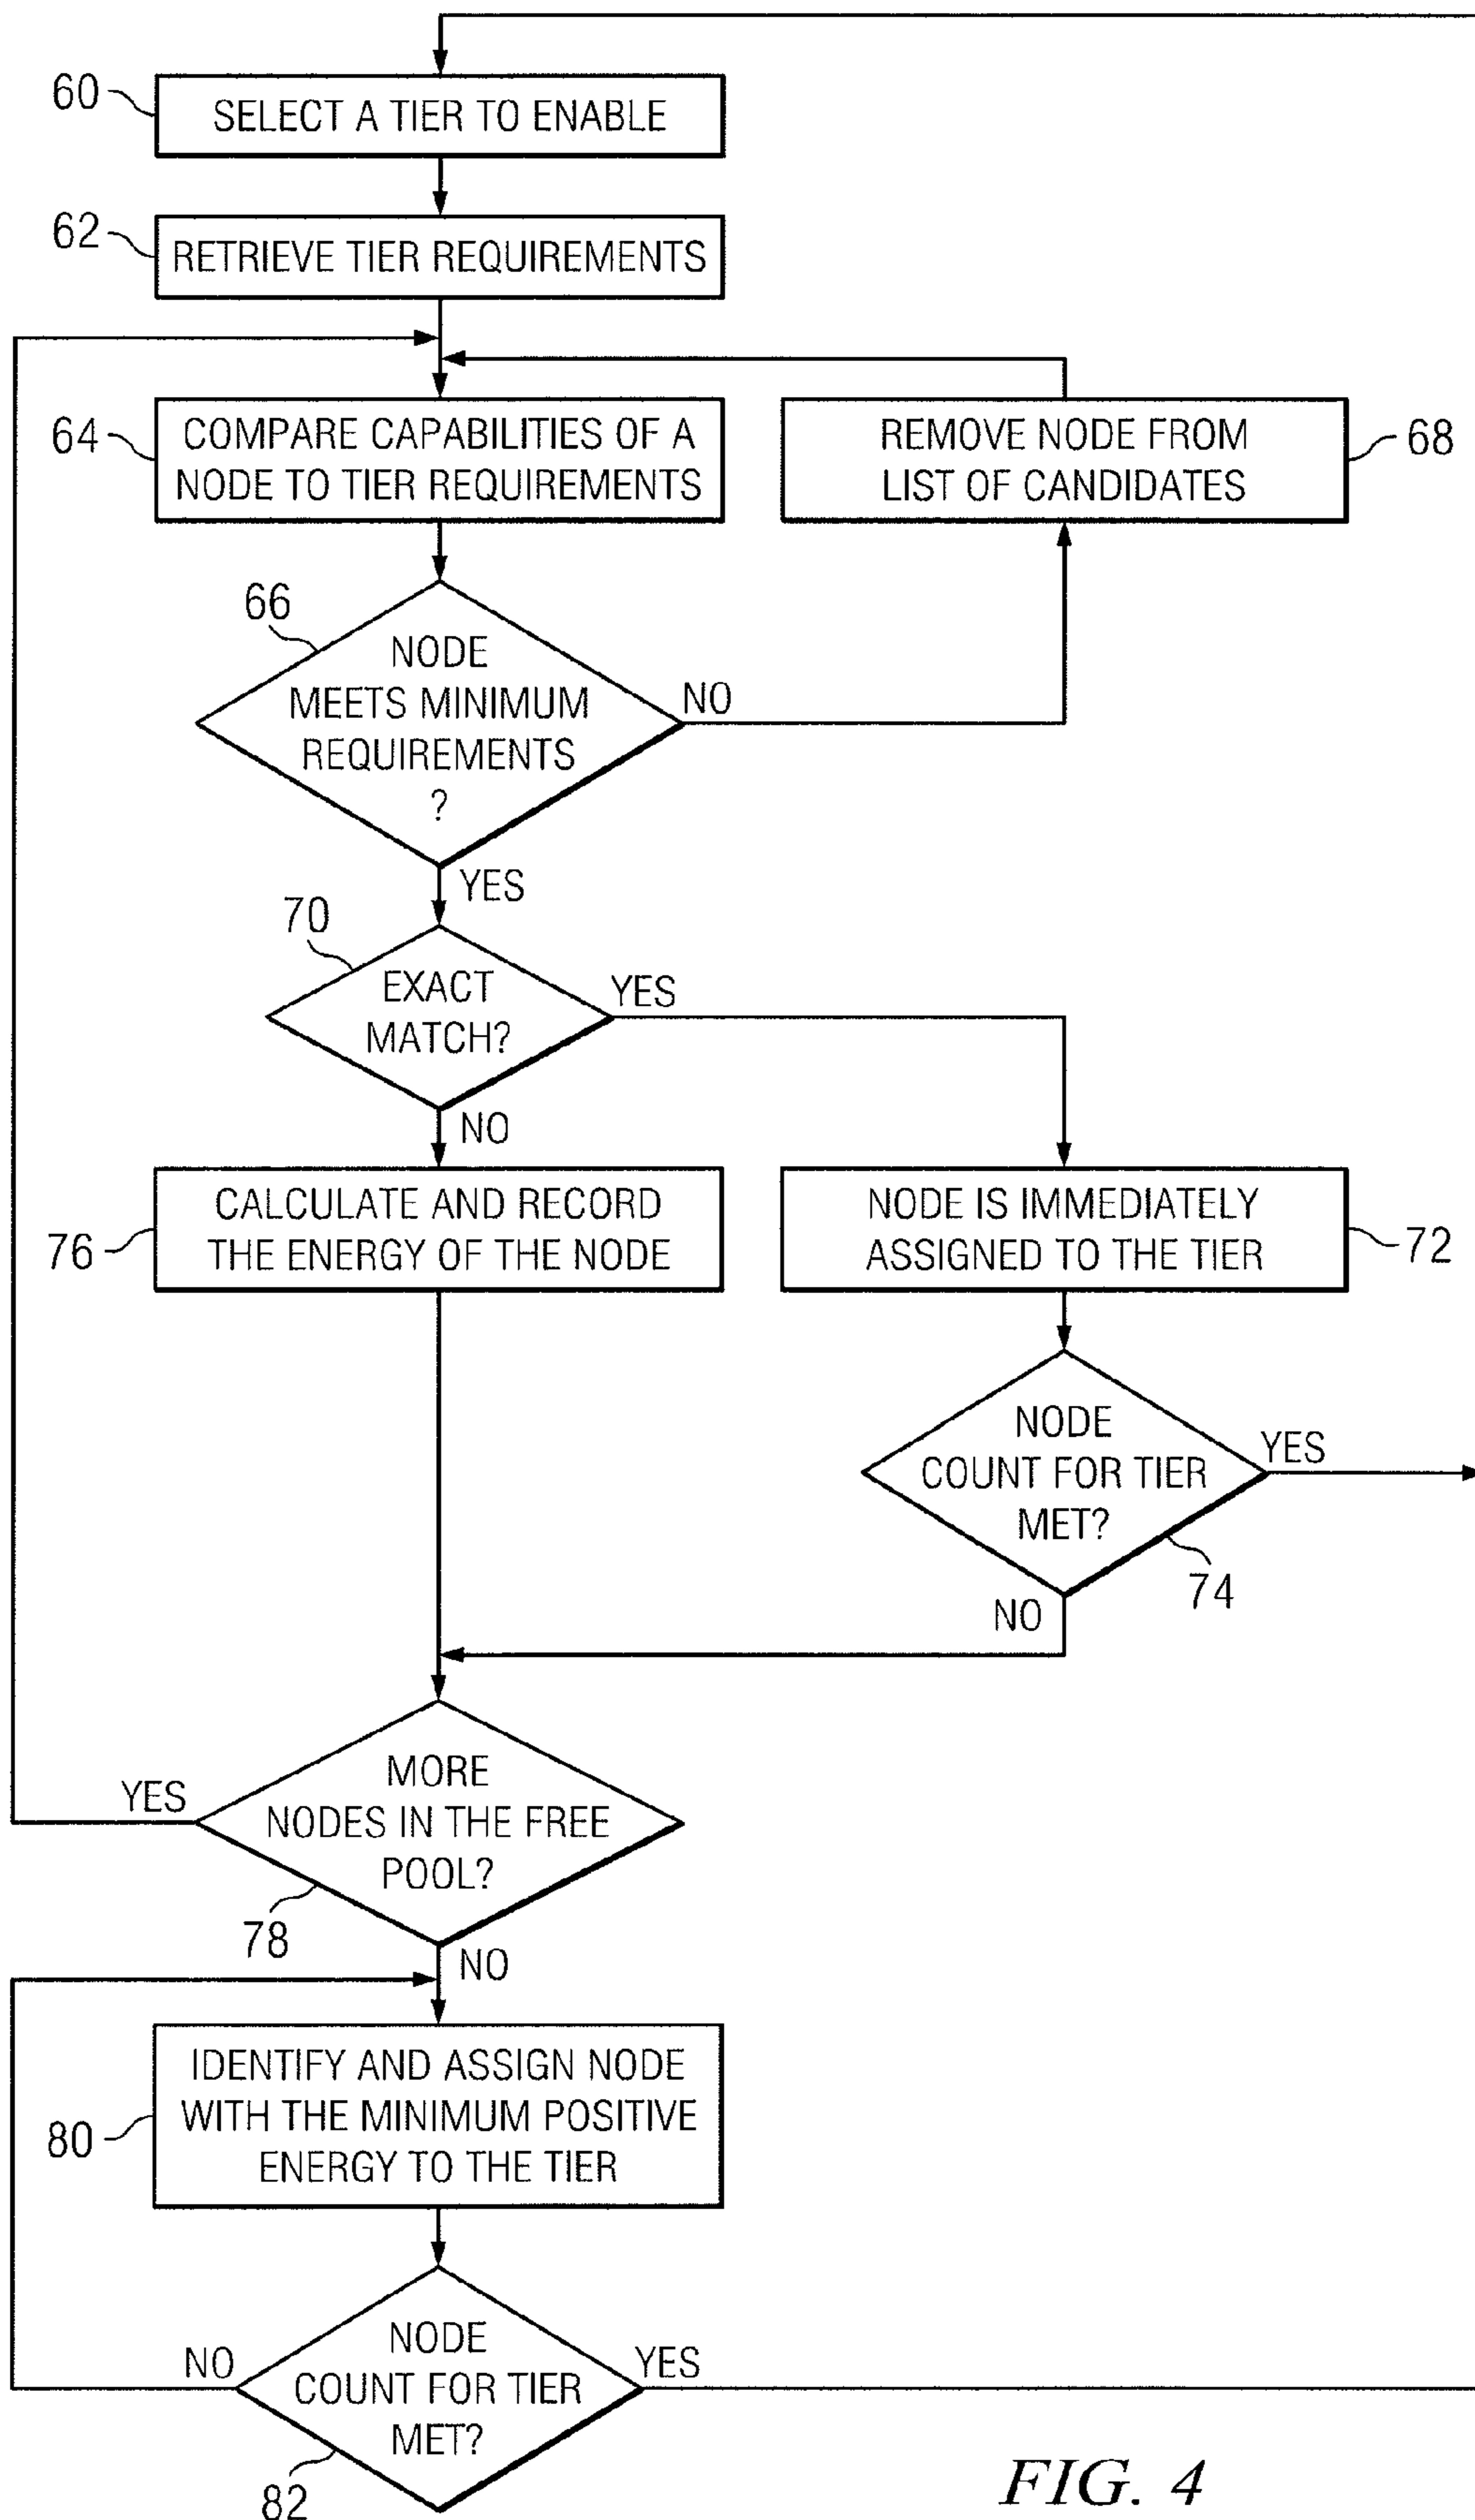 60
SELECT A TIER TO ENABLE
62
RETRIEVE TIER REQUIREMENTS
64
COMPARE CAPABILITIES OF A
NODE TO TIER REQUIREMENTS
REMOVE NODE FROM
LIST OF CANDIDATES
68
66
NODE
MEETS MINIMUM
REQUIREMENTS
?
NO
YES
70
EXACT
MATCH?
YES
NO
76
CALCULATE AND RECORD
THE ENERGY OF THE NODE
NODE IS IMMEDIATELY
ASSIGNED TO THE TIER
72
NODE
COUNT FOR TIER
MET?
YES
74
NO
MORE
NODES IN THE FREE
POOL?
YES
78
NO
80
IDENTIFY AND ASSIGN NODE
WITH THE MINIMUM POSITIVE
ENERGY TO THE TIER
NODE
COUNT FOR TIER
MET?
NO
YES
82
FIG. 4